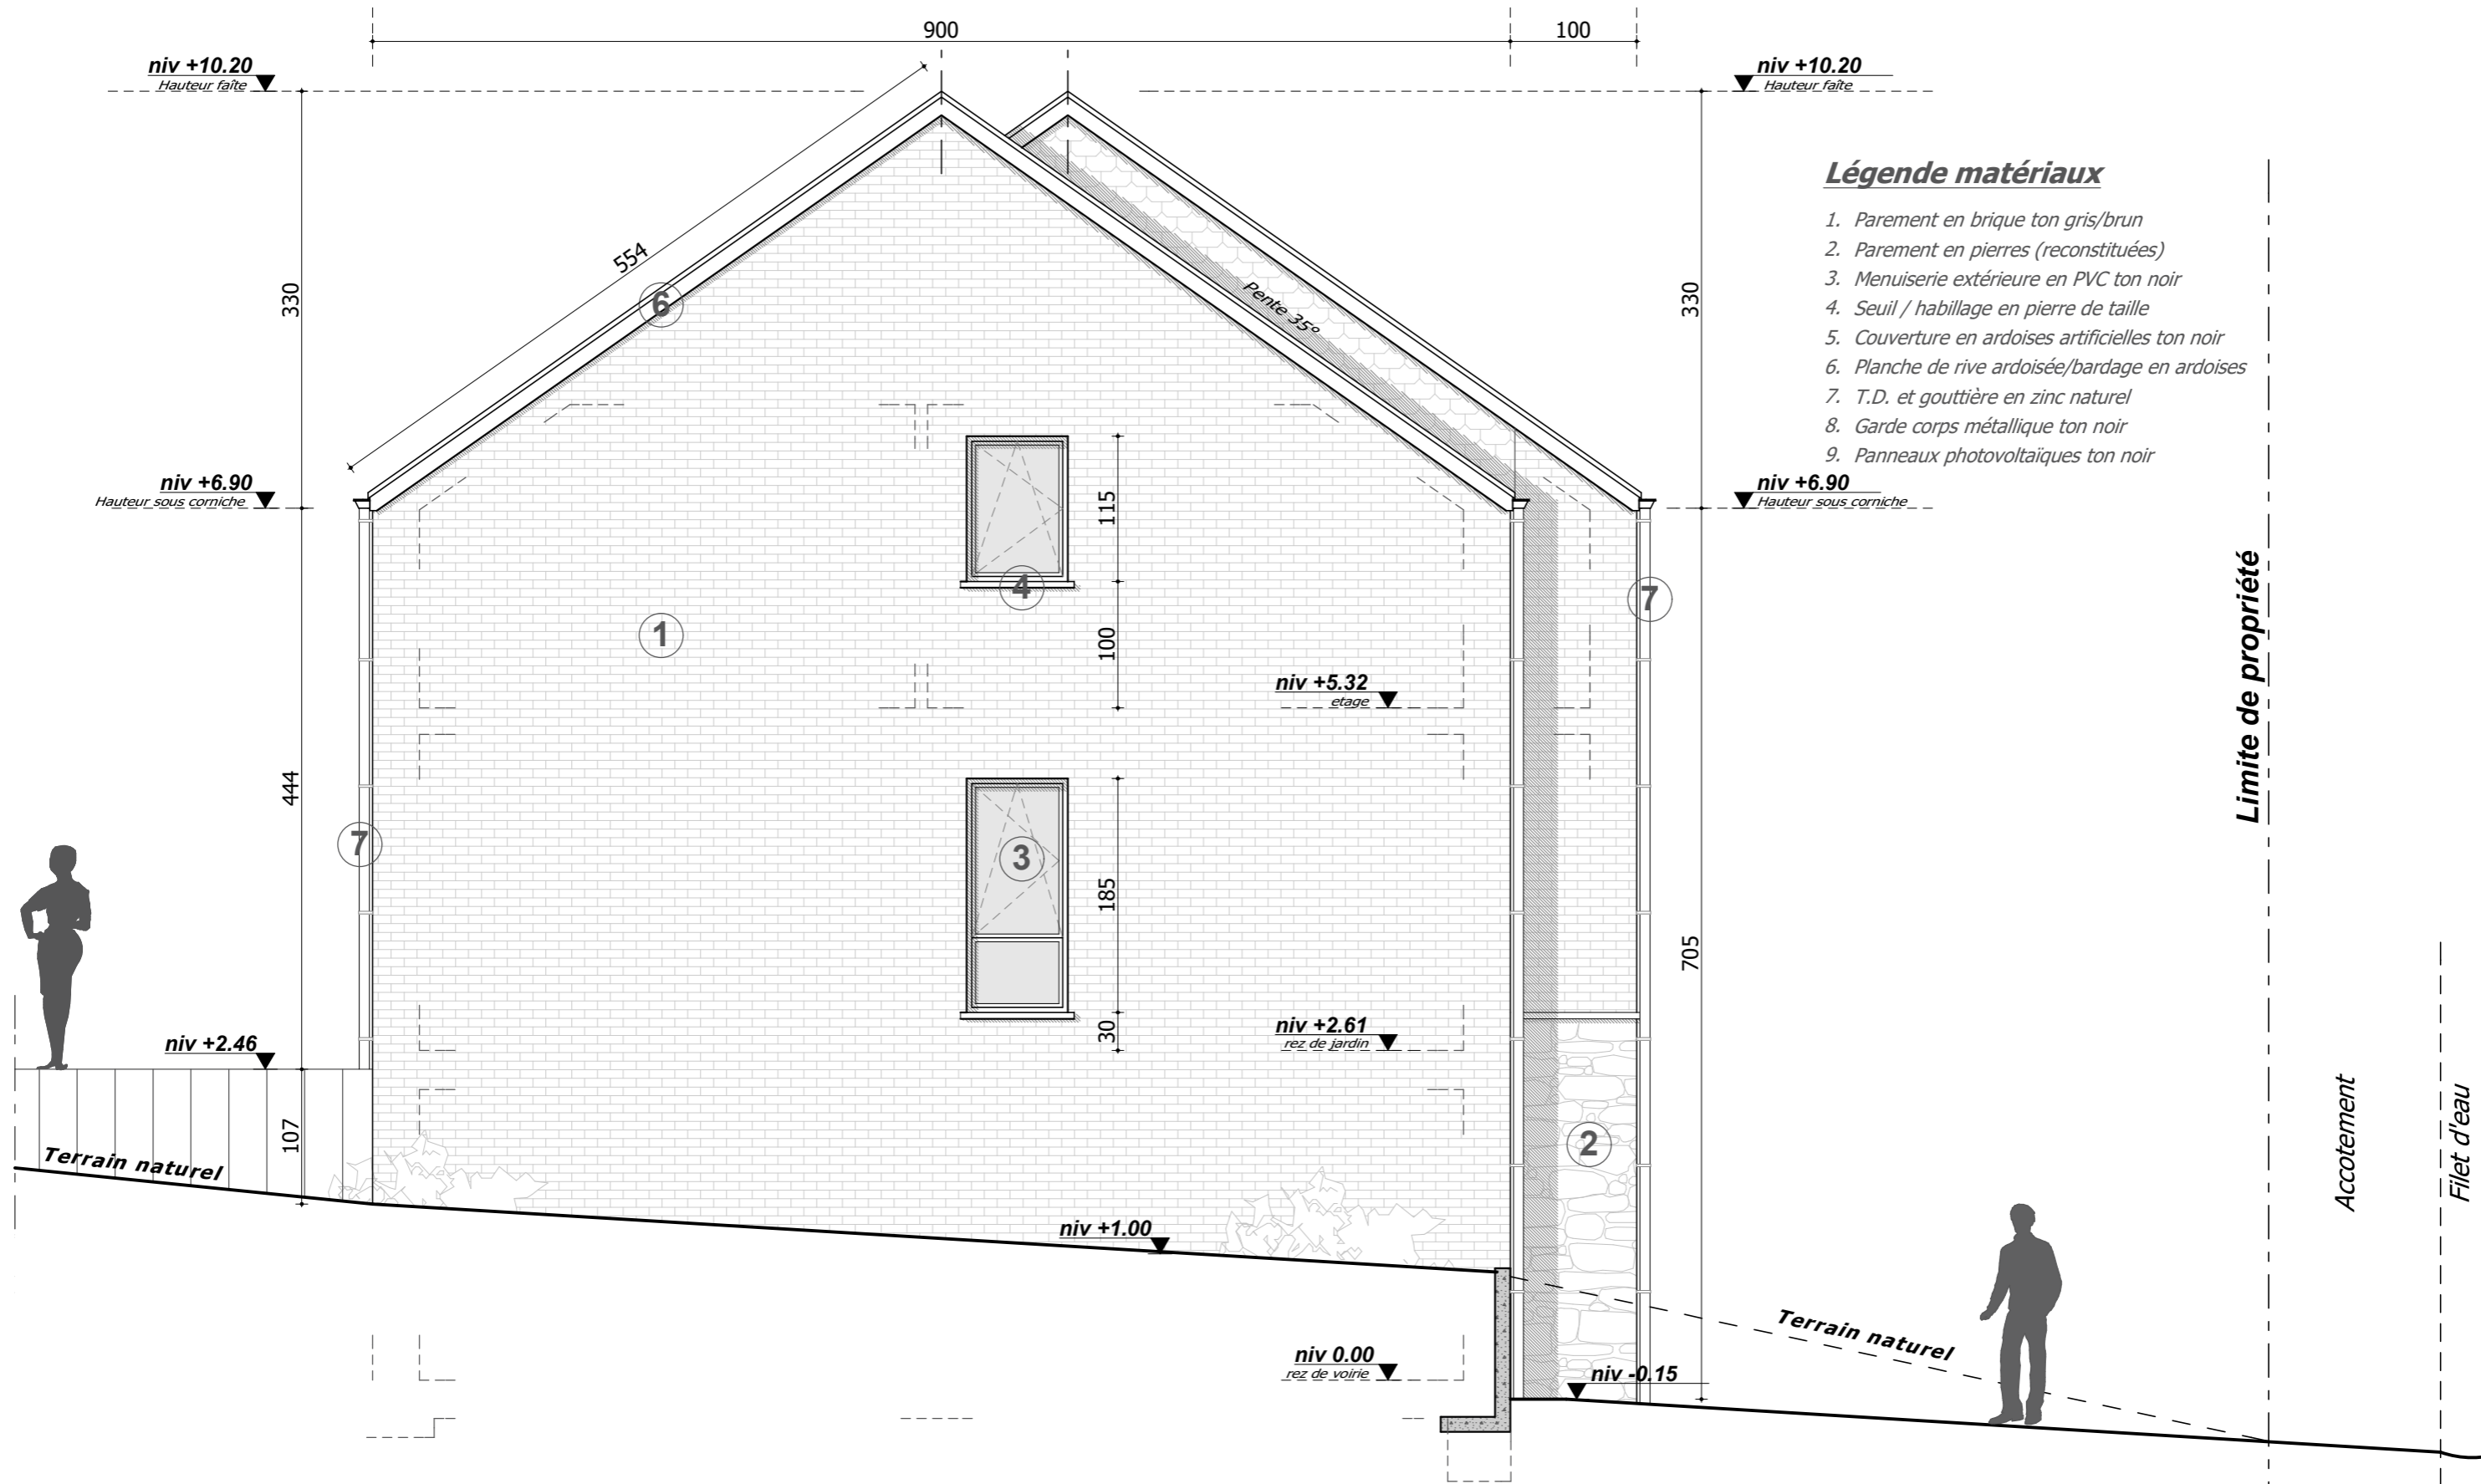 900
100
niv +10.20
Hauteur faîte
niv +10.20
Hauteur faîte
Légende matériaux
1. Parement en brique ton gris/brun
2. Parement en pierres (reconstituées)
3. Menuiserie extérieure en PVC ton noir
4. Seuil / habillage en pierre de taille
5. Couverture en ardoises artificielles ton noir
6. Planche de rive ardoisée/bardage en ardoises
7. T.D. et gouttière en zinc naturel
8. Garde corps métallique ton noir
9. Panneaux photovoltaïques ton noir
554
330
6
Pente 35°
330
niv +6.90
Hauteur sous corniche
niv +6.90
Hauteur sous corniche
115
4
7
1
100
niv +5.32
etage
Limite de propriété
444
7
3
185
705
niv +2.46
30
niv +2.61
rez de jardin
107
Terrain naturel
2
Accotement
Filet d'eau
niv +1.00
Terrain naturel
niv 0.00
rez de voirie
niv -0.15